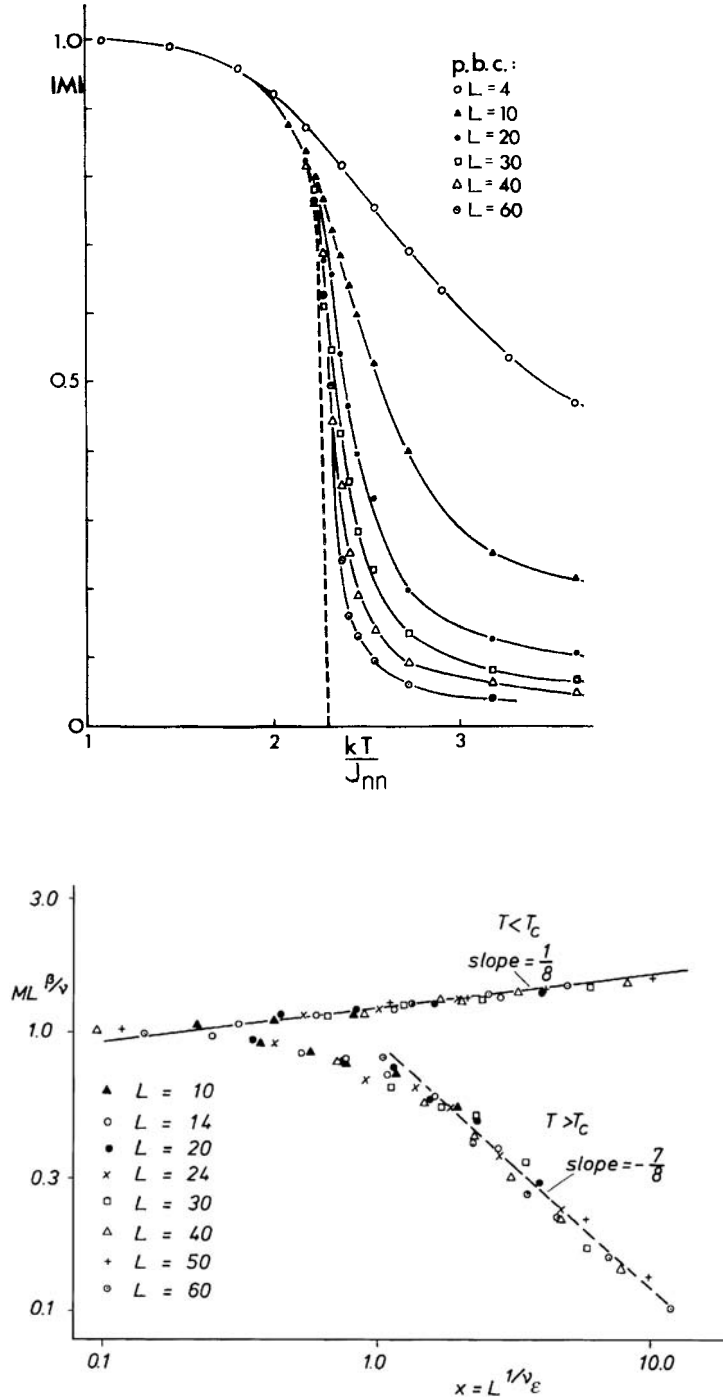 1.0
|M|
0.5
0
1
2
3
kT
J_nn
p.b.c.:
○ L=4
▲ L=10
• L=20
□ L=30
△ L=40
⊙ L=60
3.0
ML^β/ν
1.0
0.3
0.1
T<T_c
slope = 1/8
T>T_c
slope = -7/8
▲ L = 10
○ L = 14
● L = 20
× L = 24
□ L = 30
△ L = 40
+ L = 50
⊙ L = 60
0.1
1.0
10.0
x = L^1/ν ε